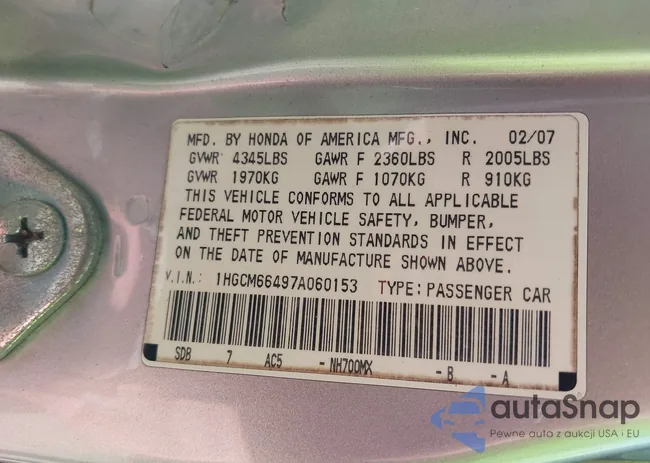 MFD. BY HONDA OF AMERICA MFG., INC. 02/07
GVWR 4345LBS GAWR F 2360LBS R 2005LBS
GVWR 1970KG GAWR F 1070KG R 910KG
THIS VEHICLE CONFORMS TO ALL APPLICABLE
FEDERAL MOTOR VEHICLE SAFETY, BUMPER,
AND THEFT PREVENTION STANDARDS IN EFFECT
ON THE DATE OF MANUFACTURE SHOWN ABOVE.
V.I.N.: 1HGCM66497A060153 TYPE: PASSENGER CAR
SDB 7 AC5 - NH700MX - B - A
autaSnap
Pewne auto z aukcji USA i EU